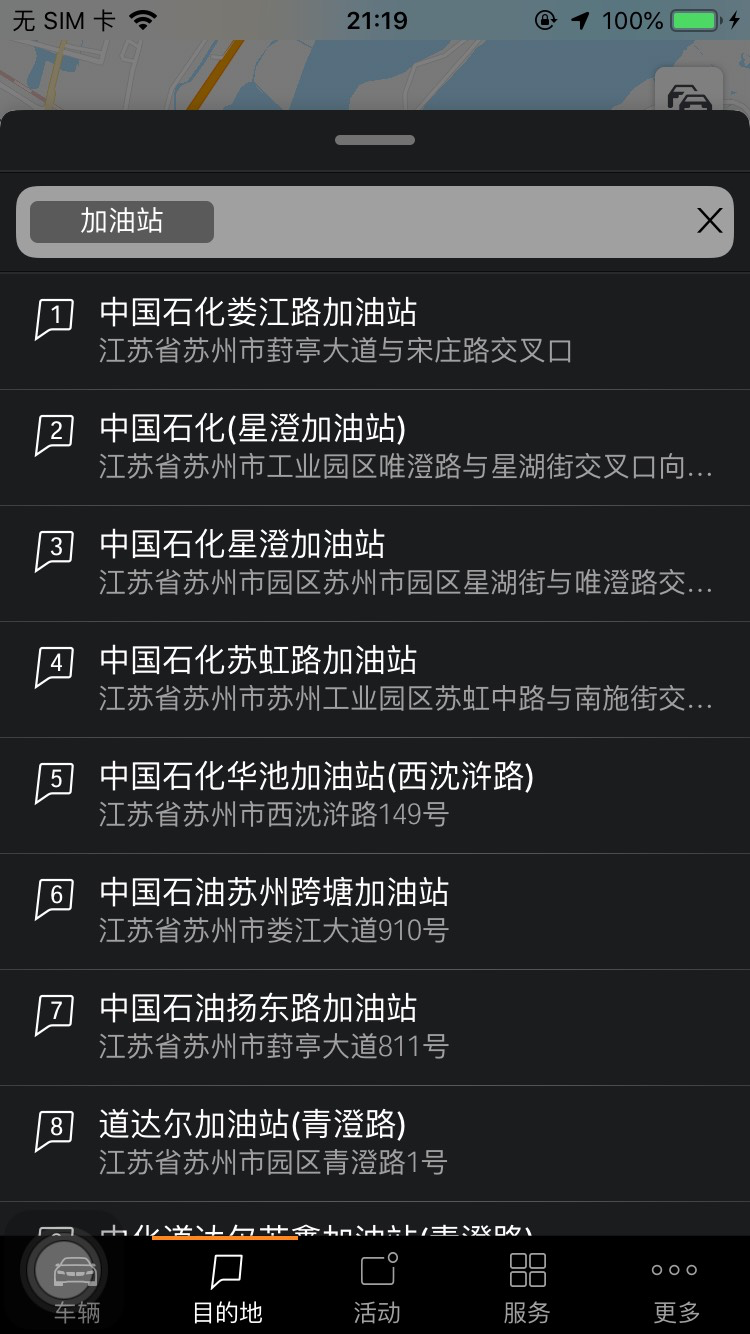 无 SIM 卡
21:19
100%
加油站
1
中国石化娄江路加油站
江苏省苏州市葑亭大道与宋庄路交叉口
2
中国石化(星澄加油站)
江苏省苏州市工业园区唯澄路与星湖街交叉口向...
3
中国石化星澄加油站
江苏省苏州市园区苏州市园区星湖街与唯澄路交...
4
中国石化苏虹路加油站
江苏省苏州市苏州工业园区苏虹中路与南施街交...
5
中国石化华池加油站(西沈浒路)
江苏省苏州市西沈浒路149号
6
中国石油苏州跨塘加油站
江苏省苏州市娄江大道910号
7
中国石油扬东路加油站
江苏省苏州市葑亭大道811号
8
道达尔加油站(青澄路)
江苏省苏州市园区青澄路1号
车辆
目的地
活动
服务
更多